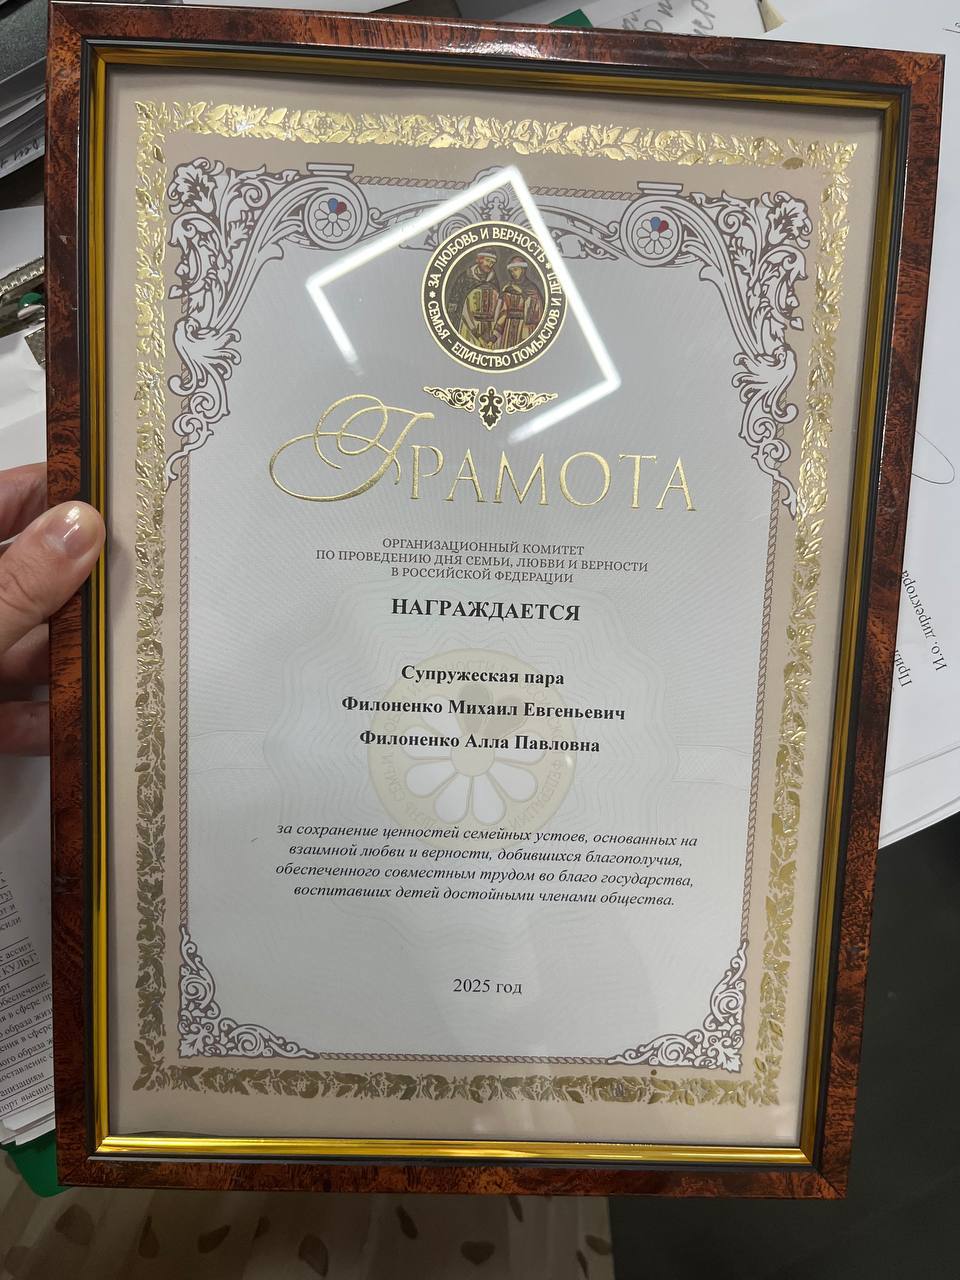 ЗА ЛЮБОВЬ И ВЕРНОСТЬ
СЕМЬЯ - ЕДИНСТВО ПОМЫСЛОВ И ДЕЛ
ГРАМОТА
ОРГАНИЗАЦИОННЫЙ КОМИТЕТ
ПО ПРОВЕДЕНИЮ ДНЯ СЕМЬИ, ЛЮБВИ И ВЕРНОСТИ
В РОССИЙСКОЙ ФЕДЕРАЦИИ
НАГРАЖДАЕТСЯ
Супружеская пара
Филоненко Михаил Евгеньевич
Филоненко Алла Павловна
за сохранение ценностей семейных устоев, основанных на
взаимной любви и верности, добившихся благополучия,
обеспеченного совместным трудом во благо государства,
воспитавших детей достойными членами общества.
2025 год
И.о. директора